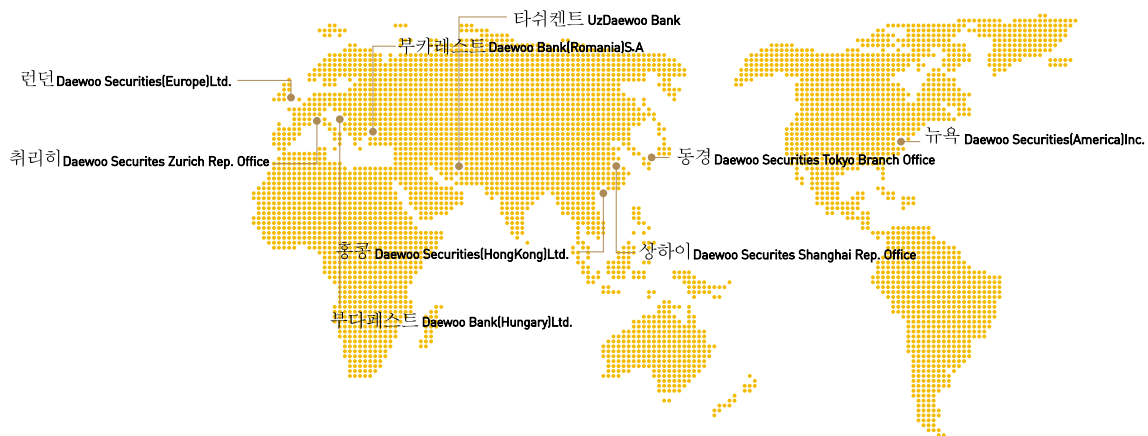 타쉬켄트 UzDaewoo Bank
부카레스트 Daewoo Bank(Romania)S.A
런던 Daewoo Securities(Europe)Ltd.
뉴욕 Daewoo Securities(America)Inc.
취리히 Daewoo Securites Zurich Rep. Office
동경 Daewoo Securities Tokyo Branch Office
홍콩 Daewoo Securities(HongKong)Ltd.
상하이 Daewoo Securites Shanghai Rep. Office
부다페스트 Daewoo Bank(Hungary)Ltd.